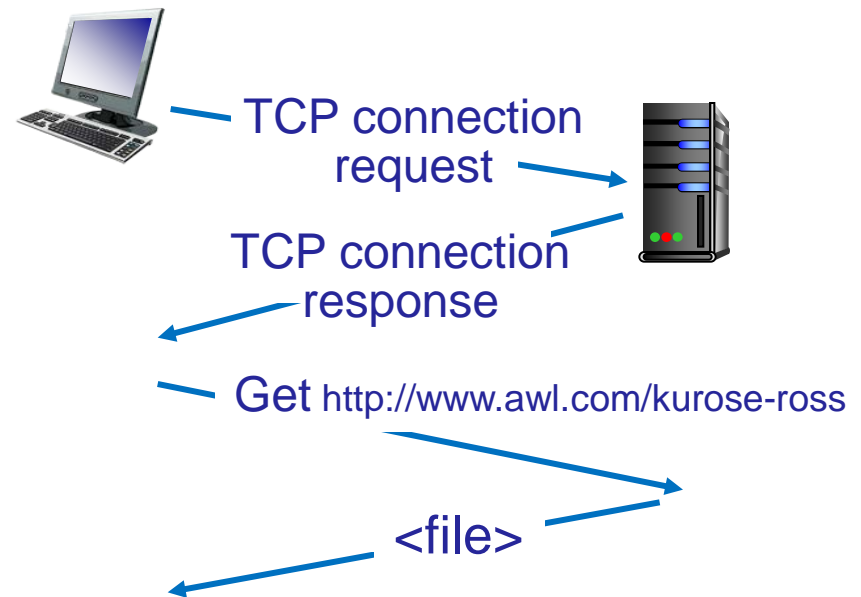 TCP connection
request
TCP connection
response
Get http://www.awl.com/kurose-ross
<file>